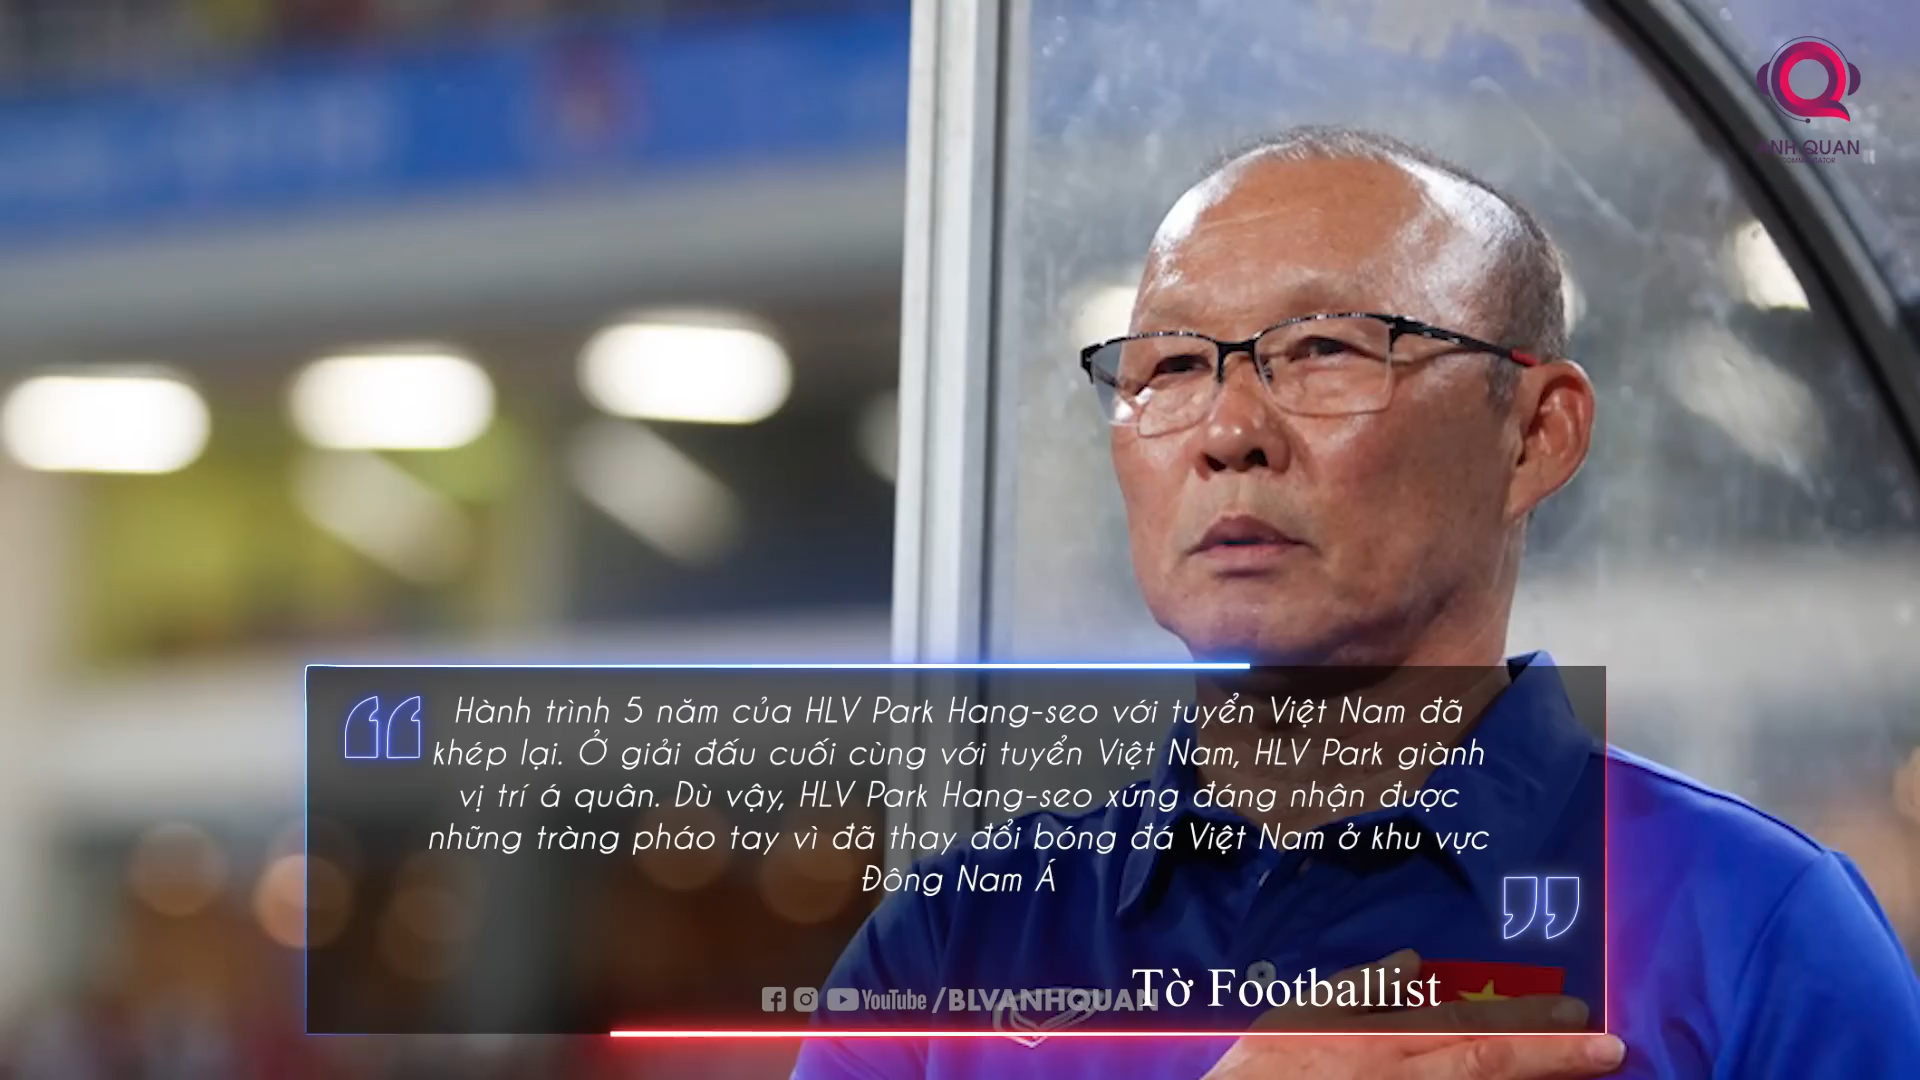 ANH QUAN
COMMENTATOR
Hành trình 5 năm của HLV Park Hang-seo với tuyển Việt Nam đã
khép lại. Ở giải đấu cuối cùng với tuyển Việt Nam, HLV Park giành
vị trí á quân. Dù vậy, HLV Park Hang-seo xứng đáng nhận được
những tràng pháo tay vì đã thay đổi bóng đá Việt Nam ở khu vực
Đông Nam Á
Tờ Footballist
YouTube /BLVANHQUAN